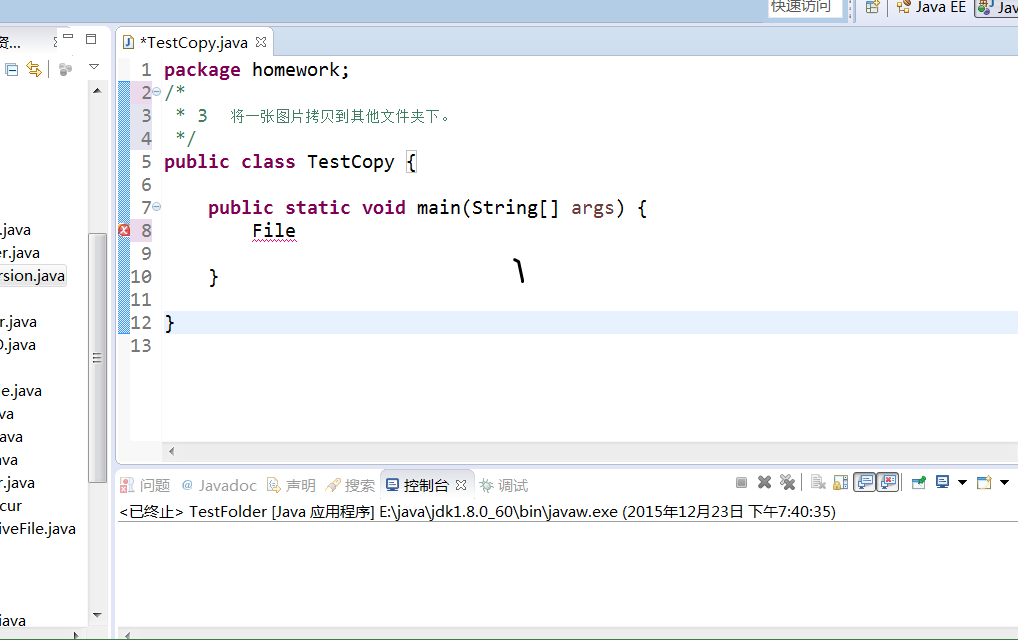 快速访问
Java EE
Jav
资...
*TestCopy.java
1 package homework;
2 /*
3 * 3 将一张图片拷贝到其他文件夹下。
4 */
5 public class TestCopy {
6
7 public static void main(String[] args) {
8 File
9
10 }
11
12 }
13
.java
er.java
rsion.java
r.java
O.java
e.java
va
ava
va
r.java
cur
iveFile.java
java
问题 @ Javadoc 声明 搜索 控制台 调试
<已终止> TestFolder [Java 应用程序] E:\java\jdk1.8.0_60\bin\javaw.exe (2015年12月23日 下午7:40:35)